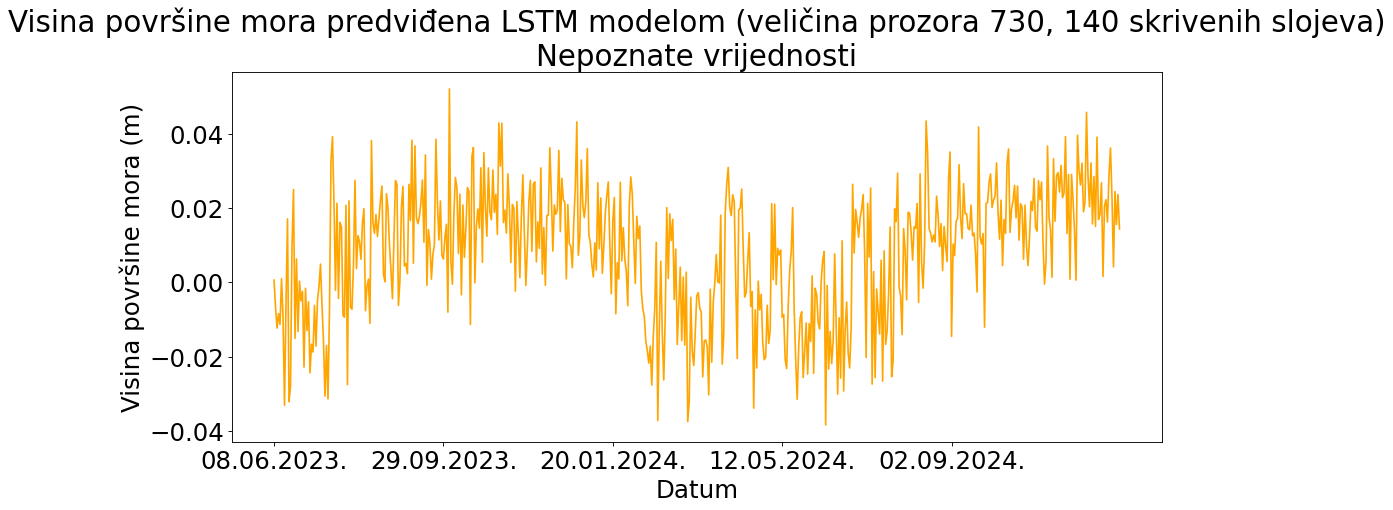 Visina površine mora predviđena LSTM modelom (veličina prozora 730, 140 skrivenih slojeva)
Nepoznate vrijednosti
Visina površine mora (m)
0.04
0.02
0.00
−0.02
−0.04
08.06.2023. 29.09.2023. 20.01.2024. 12.05.2024. 02.09.2024.
Datum